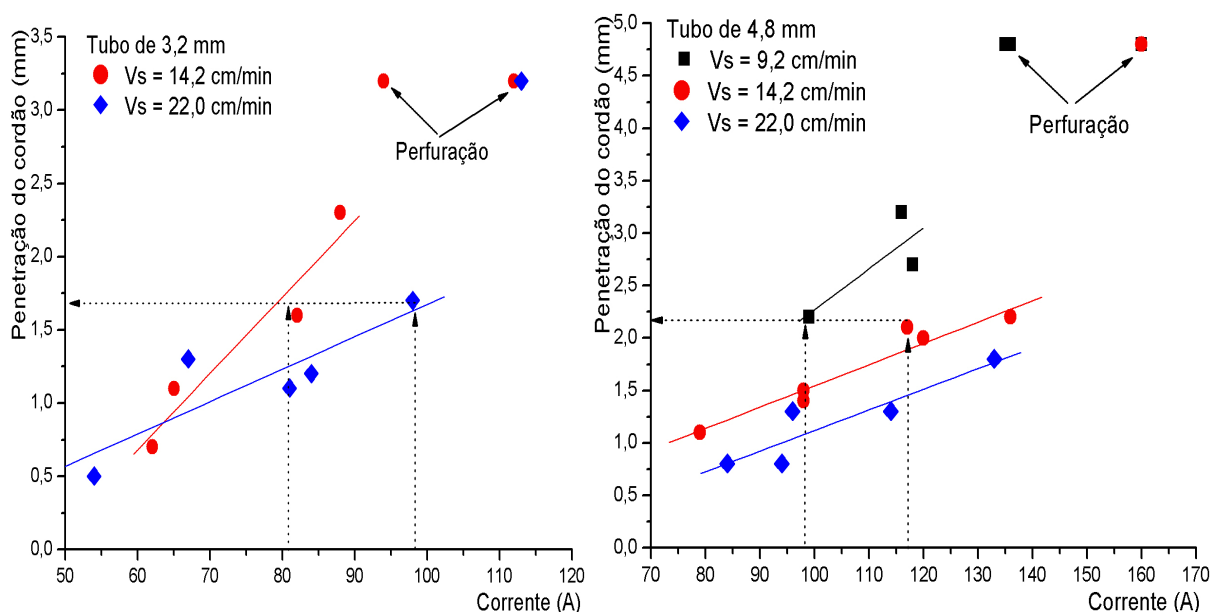 Penetração do cordão (mm)
3,5
3,0
2,5
2,0
1,5
1,0
0,5
0,0
Tubo de 3,2 mm
Vs = 14,2 cm/min
Vs = 22,0 cm/min
Perfuração
50 60 70 80 90 100 110 120
Corrente (A)
Penetração do cordão (mm)
5,0
4,5
4,0
3,5
3,0
2,5
2,0
1,5
1,0
0,5
0,0
Tubo de 4,8 mm
Vs = 9,2 cm/min
Vs = 14,2 cm/min
Vs = 22,0 cm/min
Perfuração
70 80 90 100 110 120 130 140 150 160 170
Corrente (A)